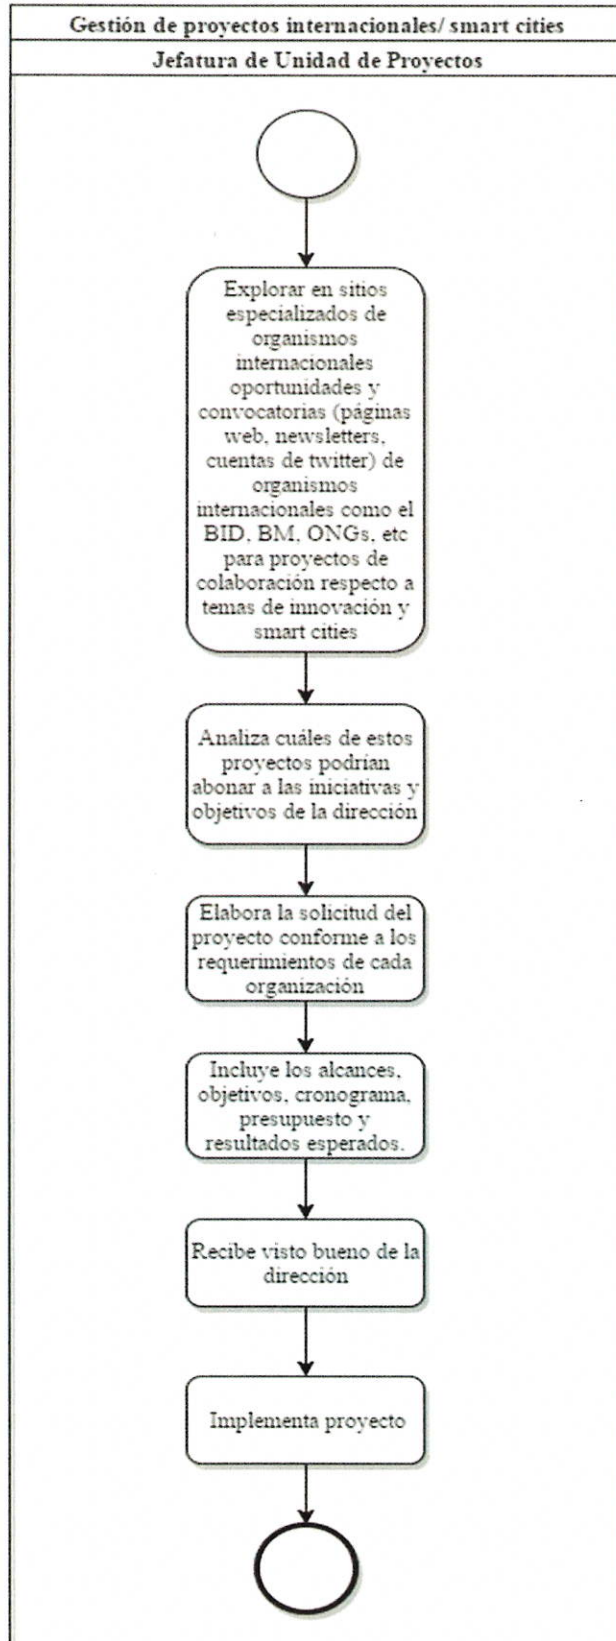 Gestión de proyectos internacionales/ smart cities
Jefatura de Unidad de Proyectos
Explorar en sitios
especializados de
organismos
internacionales
oportunidades y
convocatorias (páginas
web, newsletters,
cuentas de twitter) de
organismos
internacionales como el
BID, BM, ONGs, etc
para proyectos de
colaboración respecto a
temas de innovación y
smart cities
Analiza cuáles de estos
proyectos podrían
abonar a las iniciativas y
objetivos de la dirección
Elabora la solicitud del
proyecto conforme a los
requerimientos de cada
organización
Incluye los alcances,
objetivos, cronograma,
presupuesto y
resultados esperados.
Recibe visto bueno de la
dirección
Implementa proyecto